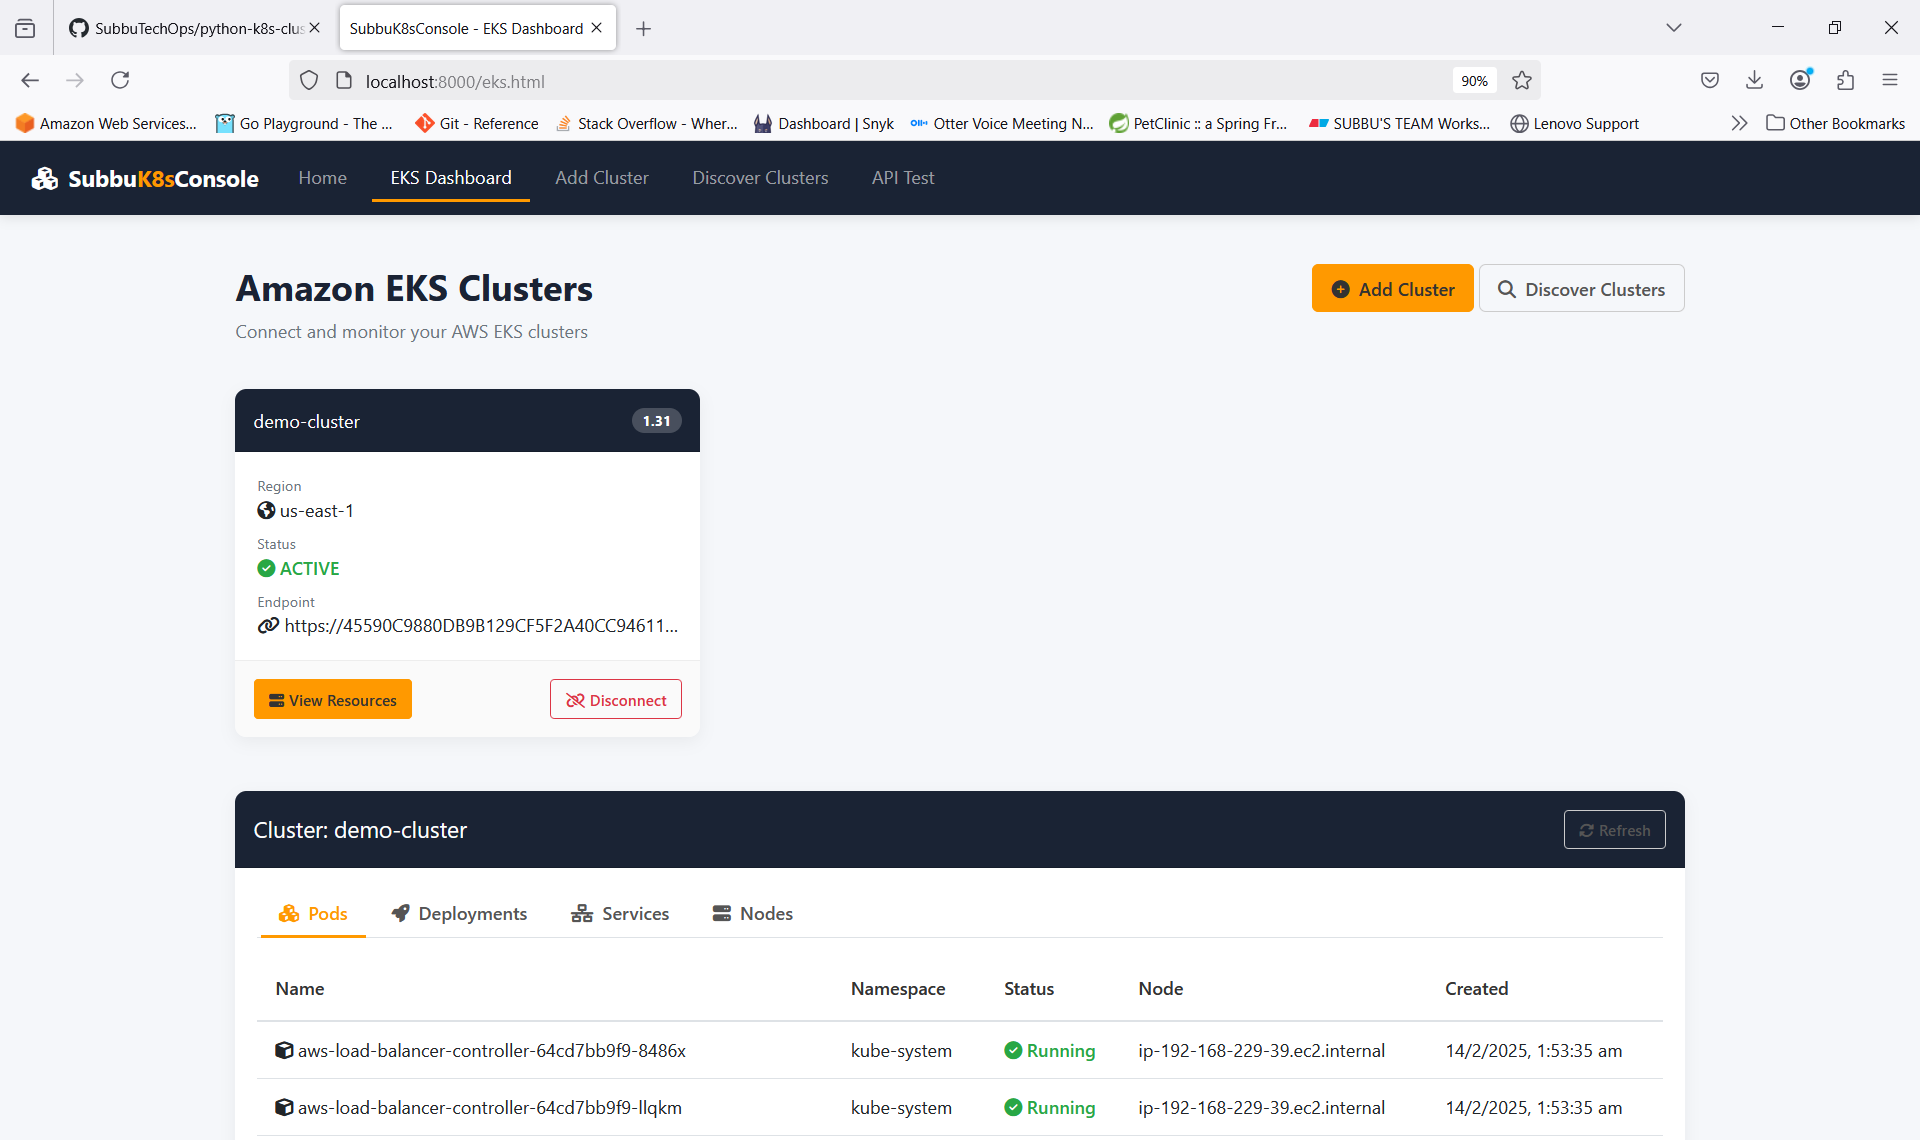 SubbuTechOps/python-k8s-clus
SubbuK8sConsole - EKS Dashboard
localhost:8000/eks.html
90%
Amazon Web Services...
Go Playground - The ...
Git - Reference
Stack Overflow - Wher...
Dashboard | Snyk
Otter Voice Meeting N...
PetClinic :: a Spring Fr...
SUBBU'S TEAM Works...
Lenovo Support
Other Bookmarks
SubbuK8sConsole
Home
EKS Dashboard
Add Cluster
Discover Clusters
API Test
Amazon EKS Clusters
Connect and monitor your AWS EKS clusters
Add Cluster
Discover Clusters
demo-cluster
1.31
Region
us-east-1
Status
ACTIVE
Endpoint
https://45590C9880DB9B129CF5F2A40CC94611...
View Resources
Disconnect
Cluster: demo-cluster
Refresh
Pods
Deployments
Services
Nodes
Name Namespace Status Node Created
aws-load-balancer-controller-64cd7bb9f9-8486x kube-system Running ip-192-168-229-39.ec2.internal 14/2/2025, 1:53:35 am
aws-load-balancer-controller-64cd7bb9f9-llqkm kube-system Running ip-192-168-229-39.ec2.internal 14/2/2025, 1:53:35 am